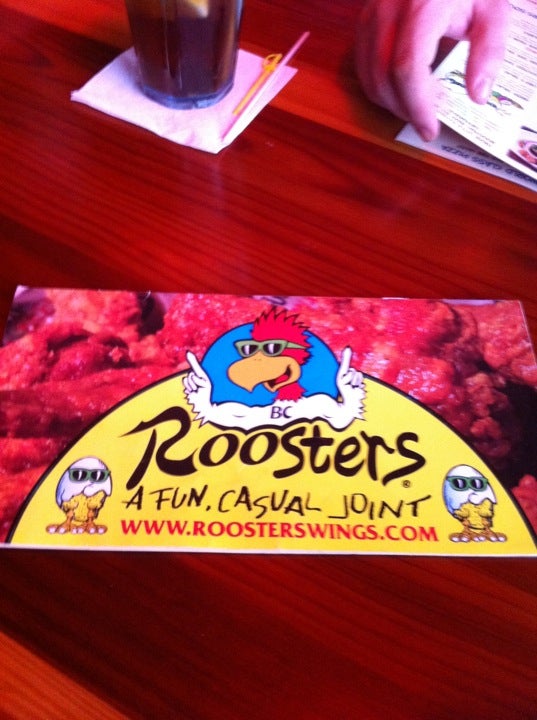 BC
ROOSTERS®
A FUN, CASUAL JOINT
WWW.ROOSTERSWINGS.COM